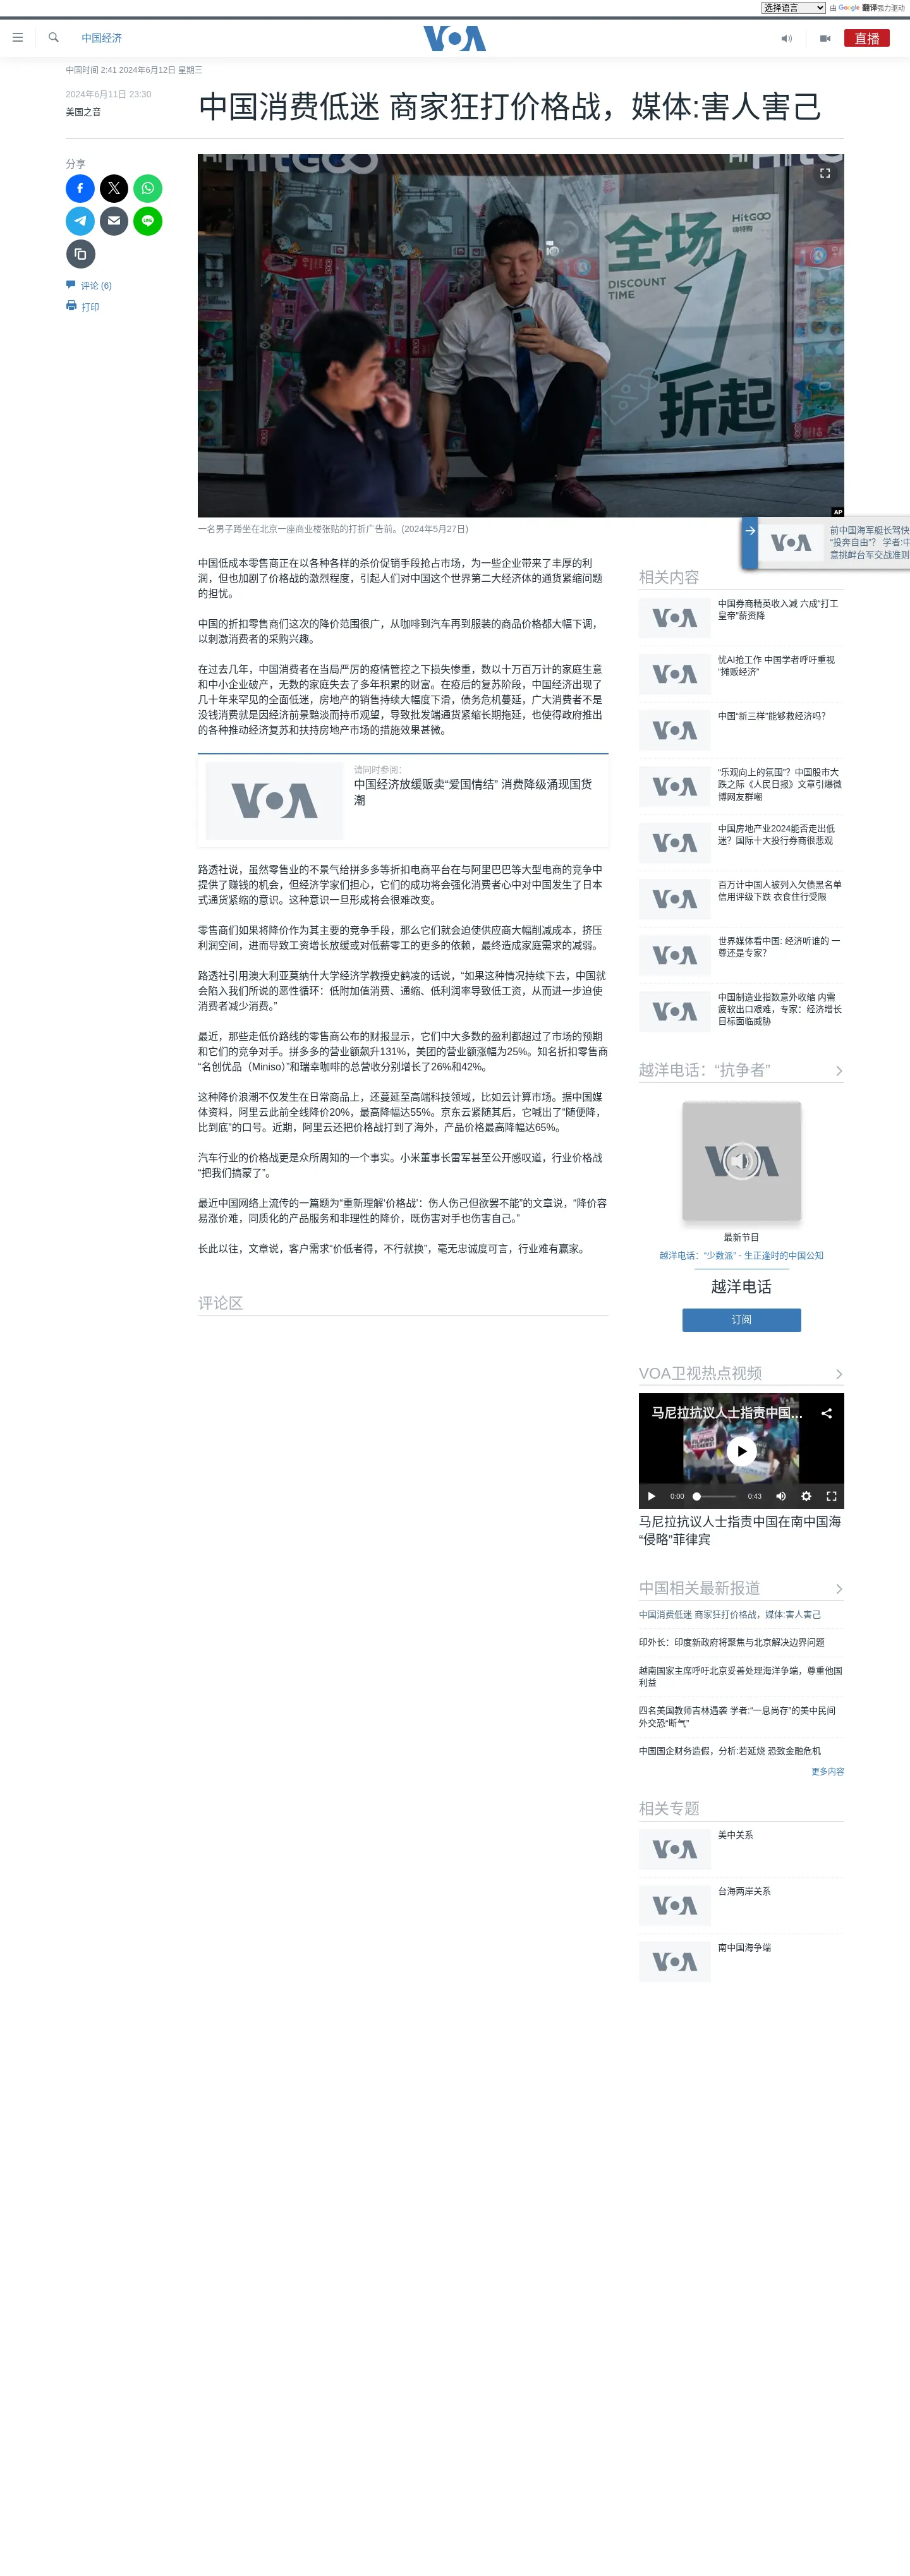 选择语言 由 Google 翻译强力驱动
中国经济
VOA
直播
中国时间 2:41 2024年6月12日 星期三
2024年6月11日 23:30
美国之音
中国消费低迷 商家狂打价格战，媒体:害人害己
分享
评论 (6)
打印
HitGOO
HitGOO
嗨特购
全场
DISCOUNT
TIME
1
折起
AP
一名男子蹲坐在北京一座商业楼张贴的打折广告前。(2024年5月27日)
中国低成本零售商正在以各种各样的杀价促销手段抢占市场，为一些企业带来了丰厚的利
润，但也加剧了价格战的激烈程度，引起人们对中国这个世界第二大经济体的通货紧缩问题
的担忧。
中国的折扣零售商们这次的降价范围很广，从咖啡到汽车再到服装的商品价格都大幅下调，
以刺激消费者的采购兴趣。
在过去几年，中国消费者在当局严厉的疫情管控之下损失惨重，数以十万百万计的家庭生意
和中小企业破产，无数的家庭失去了多年积累的财富。在疫后的复苏阶段，中国经济出现了
几十年来罕见的全面低迷，房地产的销售持续大幅度下滑，债务危机蔓延，广大消费者不是
没钱消费就是因经济前景黯淡而持币观望，导致批发端通货紧缩长期拖延，也使得政府推出
的各种推动经济复苏和扶持房地产市场的措施效果甚微。
VOA
请同时参阅:
中国经济放缓贩卖“爱国情结” 消费降级涌现国货
潮
路透社说，虽然零售业的不景气给拼多多等折扣电商平台在与阿里巴巴等大型电商的竞争中
提供了赚钱的机会，但经济学家们担心，它们的成功将会强化消费者心中对中国发生了日本
式通货紧缩的意识。这种意识一旦形成将会很难改变。
零售商们如果将降价作为其主要的竞争手段，那么它们就会迫使供应商大幅削减成本，挤压
利润空间，进而导致工资增长放缓或对低薪零工的更多的依赖，最终造成家庭需求的减弱。
路透社引用澳大利亚莫纳什大学经济学教授史鹤凌的话说，“如果这种情况持续下去，中国就
会陷入我们所说的恶性循环：低附加值消费、通缩、低利润率导致低工资，从而进一步迫使
消费者减少消费。”
最近，那些走低价路线的零售商公布的财报显示，它们中大多数的盈利都超过了市场的预期
和它们的竞争对手。拼多多的营业额飙升131%，美团的营业额涨幅为25%。知名折扣零售商
“名创优品（Miniso）”和瑞幸咖啡的总营收分别增长了26%和42%。
这种降价浪潮不仅发生在日常商品上，还蔓延至高端科技领域，比如云计算市场。据中国媒
体资料，阿里云此前全线降价20%，最高降幅达55%。京东云紧随其后，它喊出了“随便降，
比到底”的口号。近期，阿里云还把价格战打到了海外，产品价格最高降幅达65%。
汽车行业的价格战更是众所周知的一个事实。小米董事长雷军甚至公开感叹道，行业价格战
“把我们搞蒙了”。
最近中国网络上流传的一篇题为“重新理解‘价格战’：伤人伤己但欲罢不能”的文章说，“降价容
易涨价难，同质化的产品服务和非理性的降价，既伤害对手也伤害自己。”
长此以往，文章说，客户需求“价低者得，不行就换”，毫无忠诚度可言，行业难有赢家。
评论区
VOA
前中国海军艇长驾快
“投奔自由”？ 学者:中
意挑衅台军交战准则
相关内容
VOA
中国券商精英收入减 六成“打工
皇帝”薪资降
VOA
忧AI抢工作 中国学者呼吁重视
“摊贩经济”
VOA
中国“新三样”能够救经济吗？
VOA
“乐观向上的氛围”？中国股市大
跌之际《人民日报》文章引爆微
博网友群嘲
VOA
中国房地产业2024能否走出低
迷？国际十大投行券商很悲观
VOA
百万计中国人被列入欠债黑名单
信用评级下跌 衣食住行受限
VOA
世界媒体看中国: 经济听谁的 一
尊还是专家？
VOA
中国制造业指数意外收缩 内需
疲软出口艰难，专家：经济增长
目标面临威胁
越洋电话：“抗争者”
VOA
最新节目
越洋电话：“少数派” - 生正逢时的中国公知
越洋电话
订阅
VOA卫视热点视频
马尼拉抗议人士指责中国...
0:00 0:43
马尼拉抗议人士指责中国在南中国海
“侵略”菲律宾
中国相关最新报道
中国消费低迷 商家狂打价格战，媒体:害人害己
印外长：印度新政府将聚焦与北京解决边界问题
越南国家主席呼吁北京妥善处理海洋争端，尊重他国
利益
四名美国教师吉林遇袭 学者:“一息尚存”的美中民间
外交恐“断气”
中国国企财务造假，分析:若延烧 恐致金融危机
更多内容
相关专题
VOA
美中关系
VOA
台海两岸关系
VOA
南中国海争端